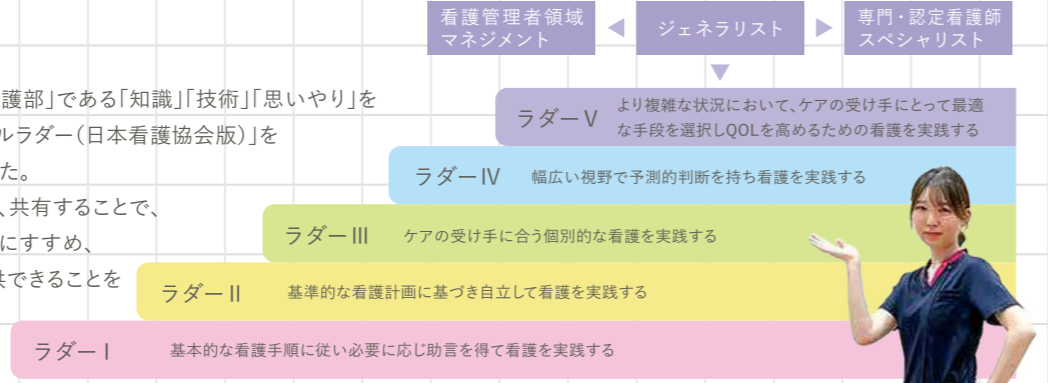 看護管理者領域
マネジメント
ジェネラリスト
専門・認定看護師
スペシャリスト
護部」である「知識」「技術」「思いやり」を
ルラダー(日本看護協会版)」を
た。
、共有することで、
にすすめ、
できることを
ラダーⅤ
より複雑な状況において、ケアの受け手にとって最適
な手段を選択しQOLを高めるための看護を実践する
ラダーⅣ 幅広い視野で予測的判断を持ち看護を実践する
ラダーⅢ ケアの受け手に合う個別的な看護を実践する
ラダーⅡ 基準的な看護計画に基づき自立して看護を実践する
ラダーⅠ 基本的な看護手順に従い必要に応じ助言を得て看護を実践する